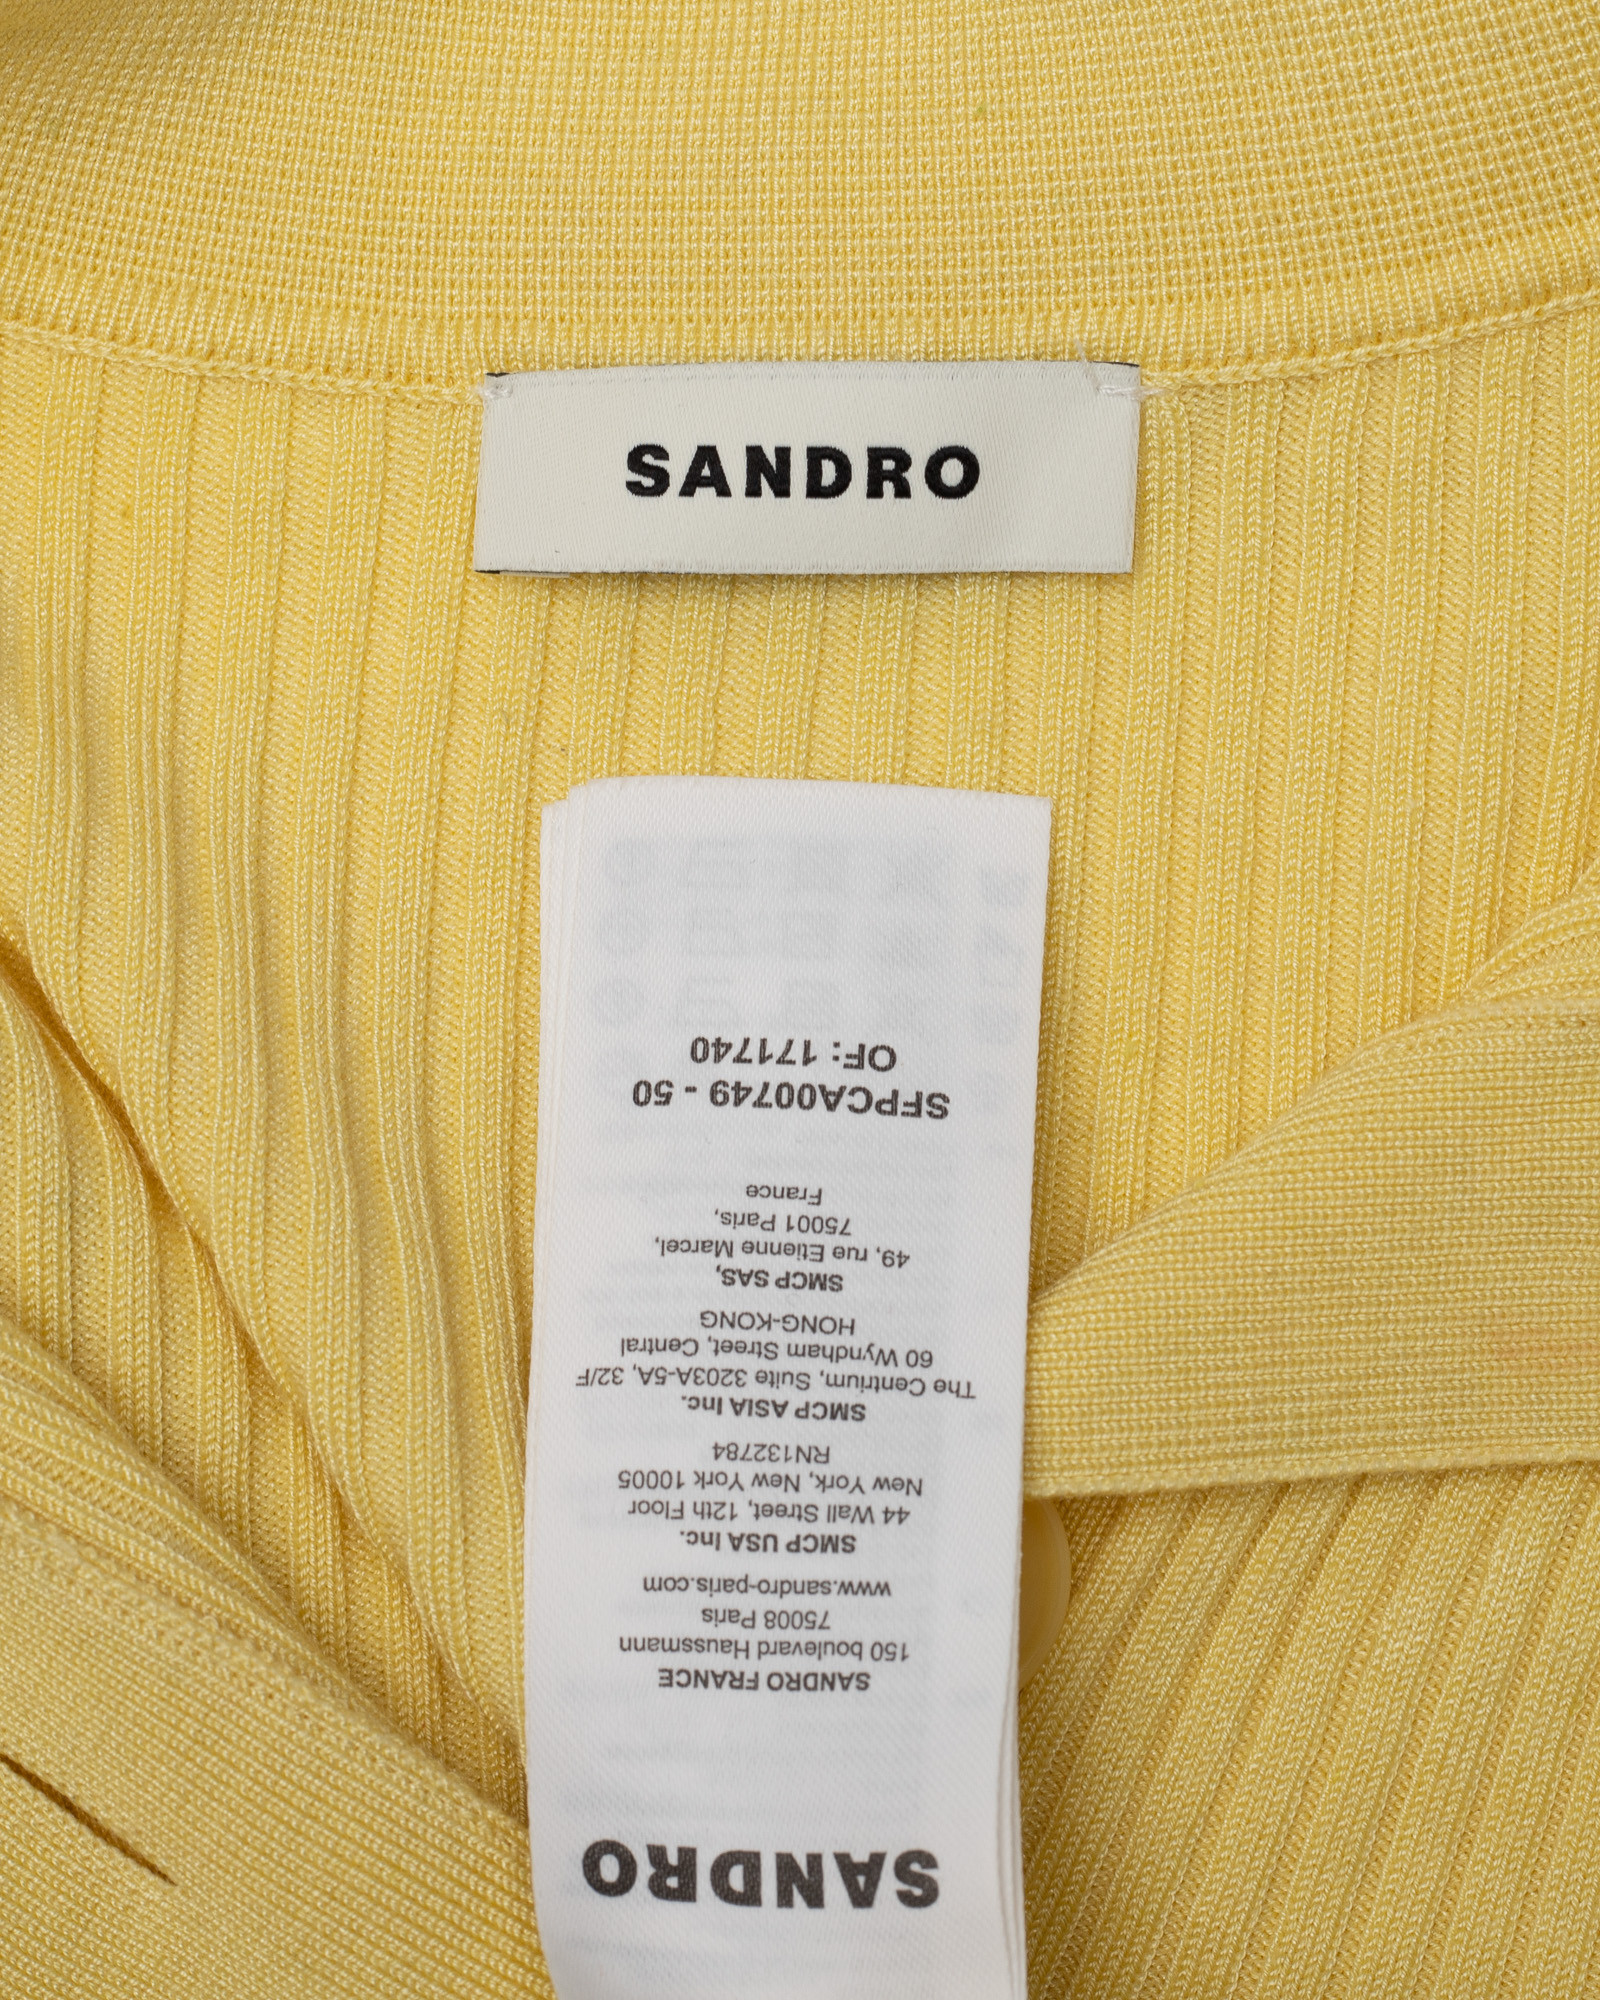 SANDRO
SANDRO
SANDRO FRANCE
150 boulevard Haussmann
75008 Paris
www.sandro-paris.com
SMCP USA Inc.
44 Wall Street, 12th Floor
New York, New York 10005
RN132784
SMCP ASIA Inc.
The Centrium, Suite 3203A-5A, 32/F
60 Wyndham Street, Central
HONG-KONG
SMCP SAS,
49, rue Etienne Marcel,
75001 Paris,
France
SFPCA00749 - 50
OF: 171740